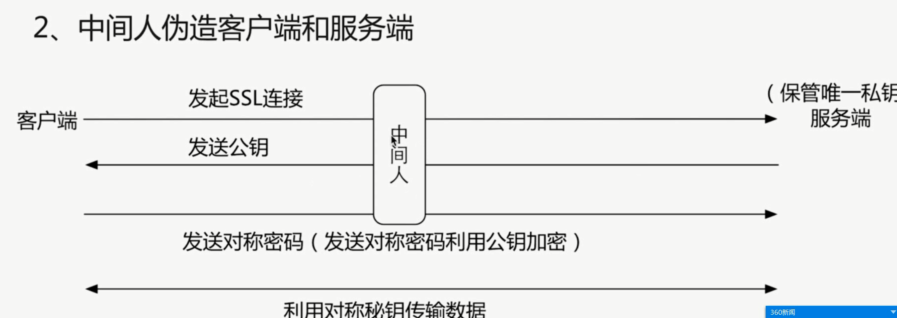 2、中间人伪造客户端和服务端
发起SSL连接
（保管唯一私钥
客户端
服务端
中
间
人
发送公钥
发送对称密码（发送对称密码利用公钥加密）
利用对称秘钥传输数据
360新闻